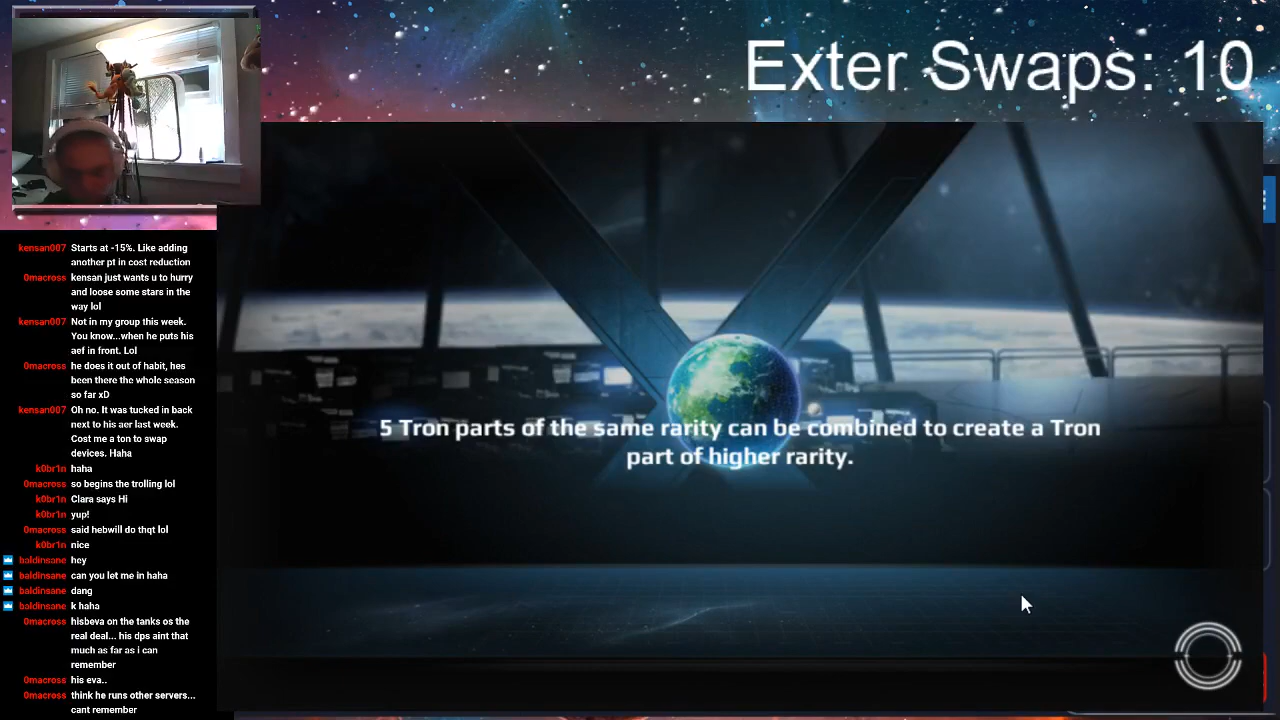 Exter Swaps: 10
5 Tron parts of the same rarity can be combined to create a Tron
part of higher rarity.
kensan007 Starts at -15%. Like adding
another pt in cost reduction
0macross kensan just wants u to hurry
and loose some stars in the
way lol
kensan007 Not in my group this week.
You know...when he puts his
aef in front. Lol
0macross he does it out of habit, hes
been there the whole season
so far xD
kensan007 Oh no. It was tucked in back
next to his aer last week.
Cost me a ton to swap
devices. Haha
k0br1n haha
0macross so begins the trolling lol
k0br1n Clara says Hi
k0br1n yup!
0macross said hebwill do thqt lol
k0br1n nice
baldinsane hey
baldinsane can you let me in haha
baldinsane dang
baldinsane k haha
0macross hisbeva on the tanks os the
real deal... his dps aint that
much as far as i can
remember
0macross his eva..
0macross think he runs other servers...
cant remember